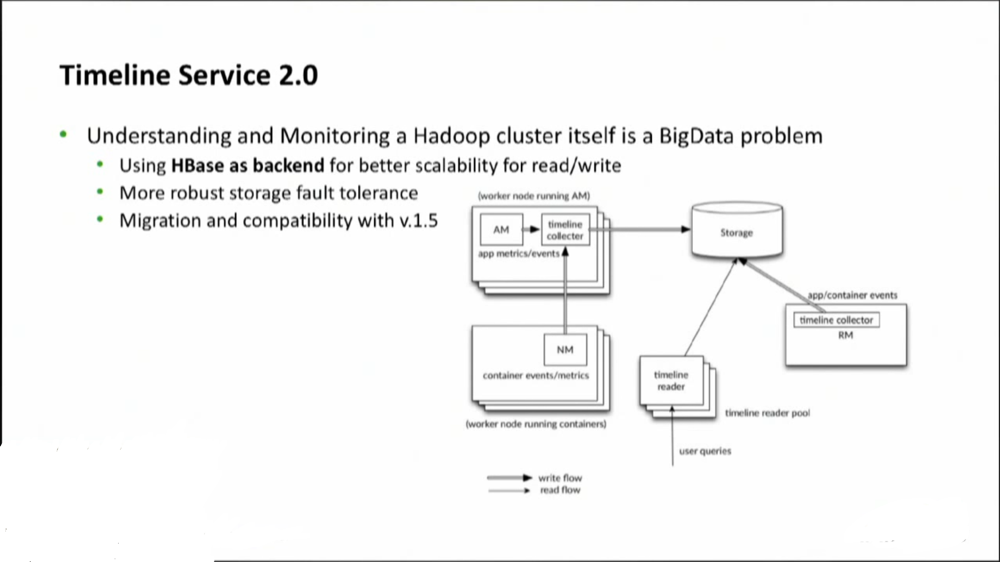 Timeline Service 2.0
• Understanding and Monitoring a Hadoop cluster itself is a BigData problem
• Using HBase as backend for better scalability for read/write
• More robust storage fault tolerance
• Migration and compatibility with v.1.5
(worker node running AM)
AM
timeline
collecter
app metrics/events
Storage
app/container events
timeline collector
RM
NM
container events/metrics
(worker node running containers)
timeline
reader
timeline reader pool
user queries
write flow
read flow